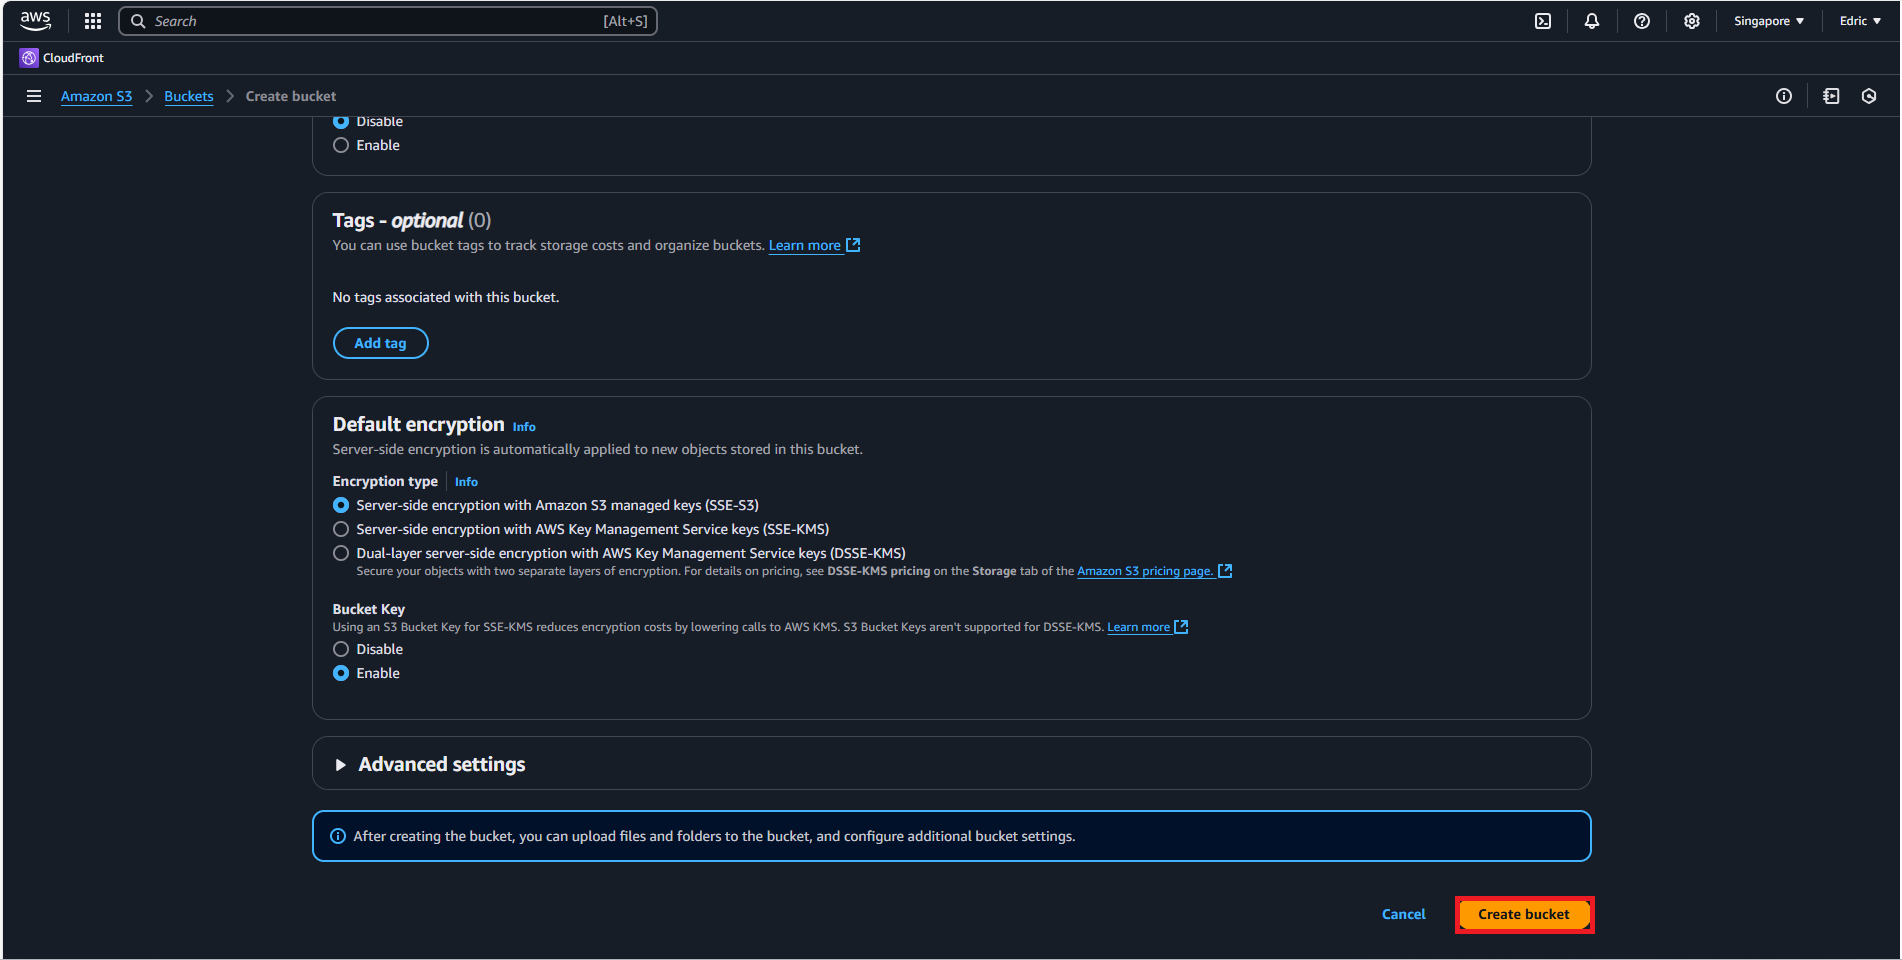 aws Search [Alt+S] Singapore ▼ Edric ▼
CloudFront
Amazon S3 > Buckets > Create bucket
Disable
Enable
Tags - optional (0)
You can use bucket tags to track storage costs and organize buckets. Learn more
No tags associated with this bucket.
Add tag
Default encryption Info
Server-side encryption is automatically applied to new objects stored in this bucket.
Encryption type Info
Server-side encryption with Amazon S3 managed keys (SSE-S3)
Server-side encryption with AWS Key Management Service keys (SSE-KMS)
Dual-layer server-side encryption with AWS Key Management Service keys (DSSE-KMS)
Secure your objects with two separate layers of encryption. For details on pricing, see DSSE-KMS pricing on the Storage tab of the Amazon S3 pricing page.
Bucket Key
Using an S3 Bucket Key for SSE-KMS reduces encryption costs by lowering calls to AWS KMS. S3 Bucket Keys aren't supported for DSSE-KMS. Learn more
Disable
Enable
Advanced settings
After creating the bucket, you can upload files and folders to the bucket, and configure additional bucket settings.
Cancel Create bucket